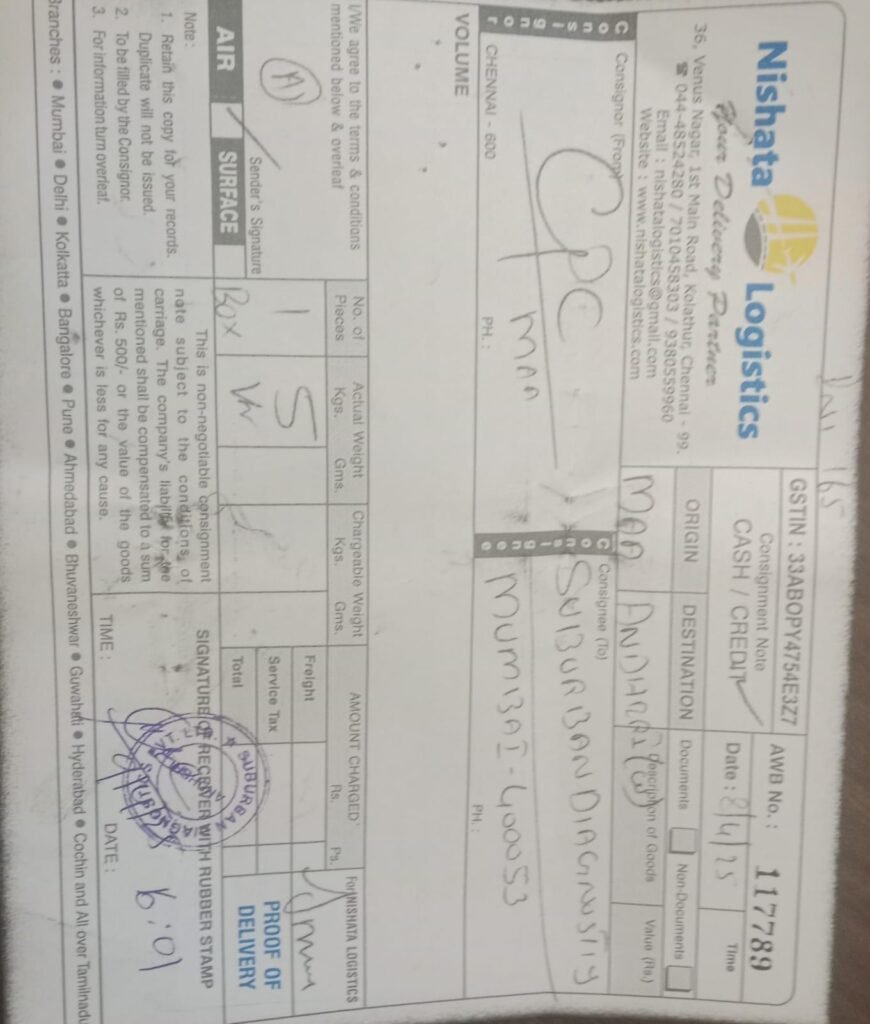 Nishata Logistics
Your Delivery Partner
36, Venus Nagar, 1st Main Road, Kolathur, Chennai - 99.
☎ 044-48524280 / 7010458303 / 9380559960
Email : nishatalogistics@gmail.com
Website : www.nishatalogistics.com
165
GSTIN : 33ABOPY4754E3Z7
Consignment Note
CASH / CREDIT
AWB No. : 117789
Date : 8/4/25
Time
ORIGIN
DESTINATION
MAA
ANDHRAI (W)
Documents
Non-Documents
Description of Goods
Value (Rs.)
Consignor
Consignor (From)
CPC
MAA
CHENNAI - 600
PH. :
Consignee
Consignee (To)
SUBURBAN DIAGNUSTIY
MUMBAI - 400053
PH. :
VOLUME
I/We agree to the terms & conditions
mentioned below & overleaf
Sender's Signature
AIR
SURFACE
No. of Pieces
Actual Weight
Kgs. Gms.
Chargeable Weight
Kgs. Gms.
AMOUNT CHARGED
Rs. Ps.
1
Box
5
Freight
Service Tax
Total
For NISHATA LOGISTICS
PROOF OF
DELIVERY
Note :
1. Retain this copy for your records.
Duplicate will not be issued.
2. To be filled by the Consignor.
3. For information turn overleaf.
This is non-negotiable consignment
note subject to the conditions of
carriage. The company's liability for the
mentioned shall be compensated to a sum
of Rs. 500/- or the value of the goods
whichever is less for any cause.
SIGNATURE OF RECEIVER WITH RUBBER STAMP
SUBURBAN
TIME :
DATE :
Branches : ● Mumbai ● Delhi ● Kolkatta ● Bangalore ● Pune ● Ahmedabad ● Bhuvaneshwar ● Guwahati ● Hyderabad ● Cochin and All over Tamilnadu